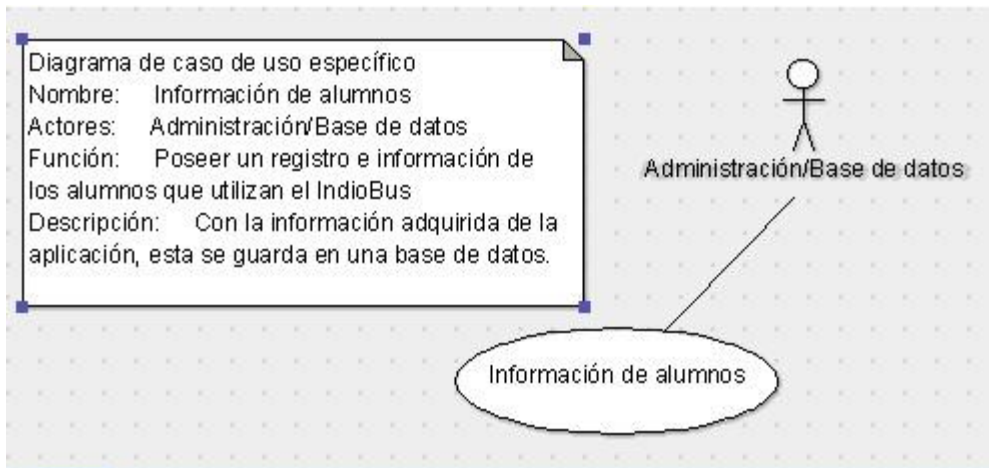 Diagrama de caso de uso específico
Nombre: Información de alumnos
Actores: Administración/Base de datos
Función: Poseer un registro e información de
los alumnos que utilizan el IndioBus
Descripción: Con la información adquirida de la
aplicación, esta se guarda en una base de datos.
Administración/Base de datos
Información de alumnos